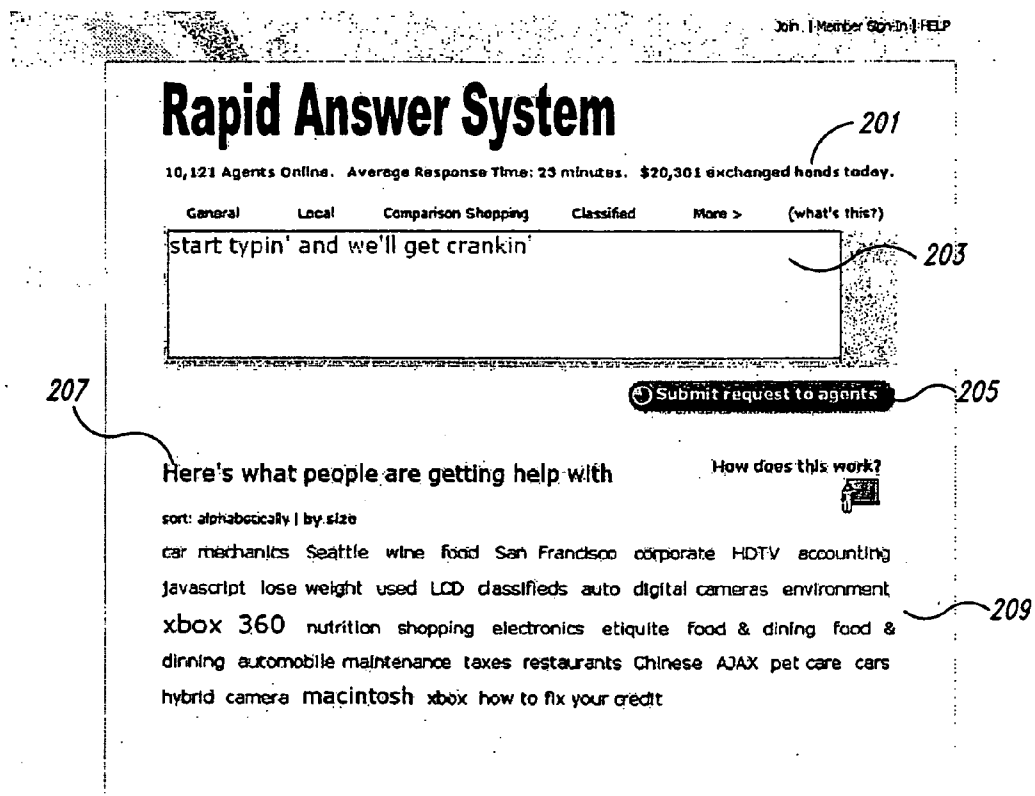 Join | Member Sign-In | HELP
Rapid Answer System
201
10,121 Agents Online. Average Response Time: 23 minutes. $20,301 exchanged hands today.
General Local Comparison Shopping Classified More > (what's this?)
start typin' and we'll get crankin'
203
Submit request to agents
205
207
Here's what people are getting help with
How does this work?
sort: alphabetically | by size
car mechanics Seattle wine food San Francisco corporate HDTV accounting
javascript lose weight used LCD classifieds auto digital cameras environment
209
xbox 360 nutrition shopping electronics etiquite food & dining food &
dinning automobile maintenance taxes restaurants Chinese AJAX pet care cars
hybrid camera macintosh xbox how to fix your credit